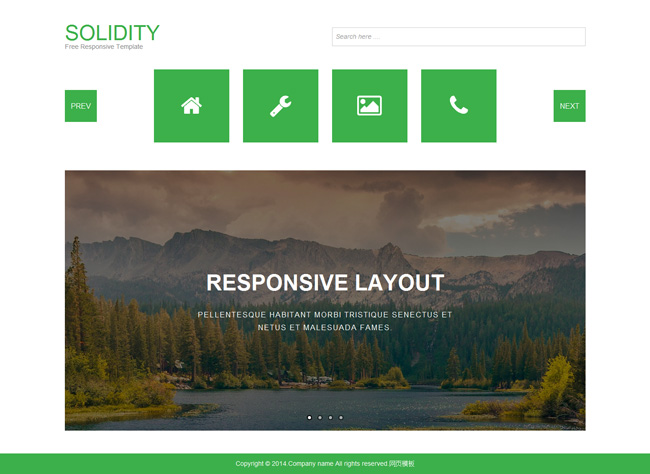 SOLIDITY
Free Responsive Template
Search here ...
PREV
NEXT
RESPONSIVE LAYOUT
PELLENTESQUE HABITANT MORBI TRISTIQUE SENECTUS ET
NETUS ET MALESUADA FAMES.
Copyright © 2014.Company name All rights reserved.网页模板